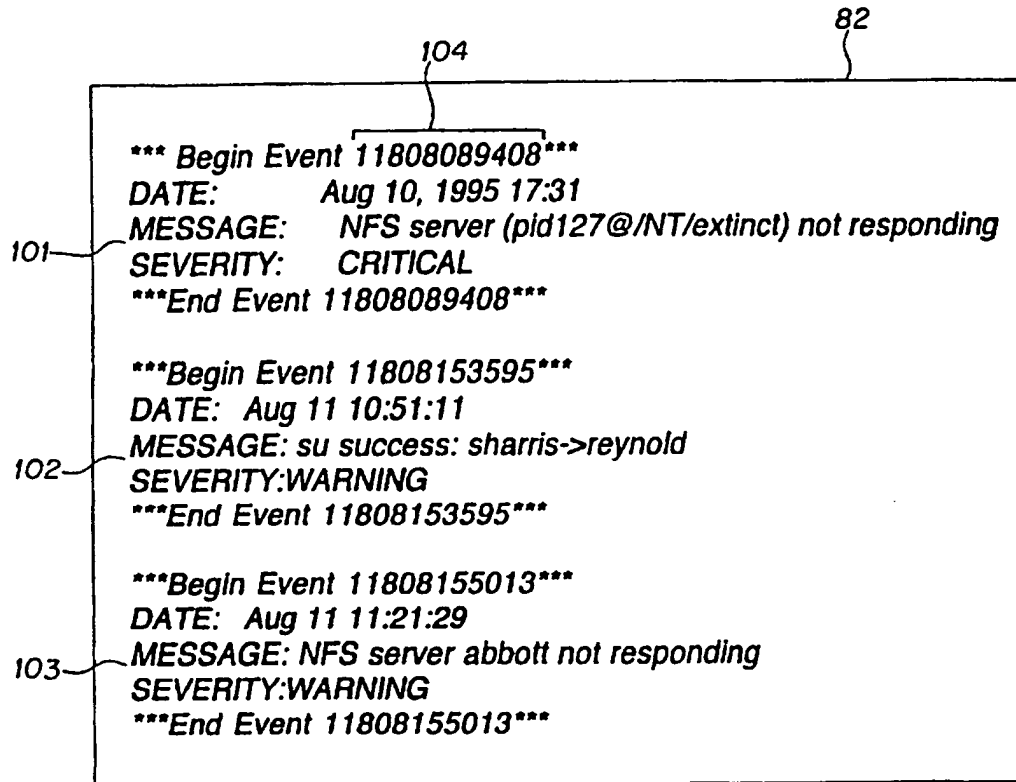 82
104
*** Begin Event 11808089408***
DATE: Aug 10, 1995 17:31
101 MESSAGE: NFS server (pid127@/NT/extinct) not responding
SEVERITY: CRITICAL
***End Event 11808089408***
***Begin Event 11808153595***
DATE: Aug 11 10:51:11
102 MESSAGE: su success: sharris->reynold
SEVERITY:WARNING
***End Event 11808153595***
***Begin Event 11808155013***
DATE: Aug 11 11:21:29
103 MESSAGE: NFS server abbott not responding
SEVERITY:WARNING
***End Event 11808155013***